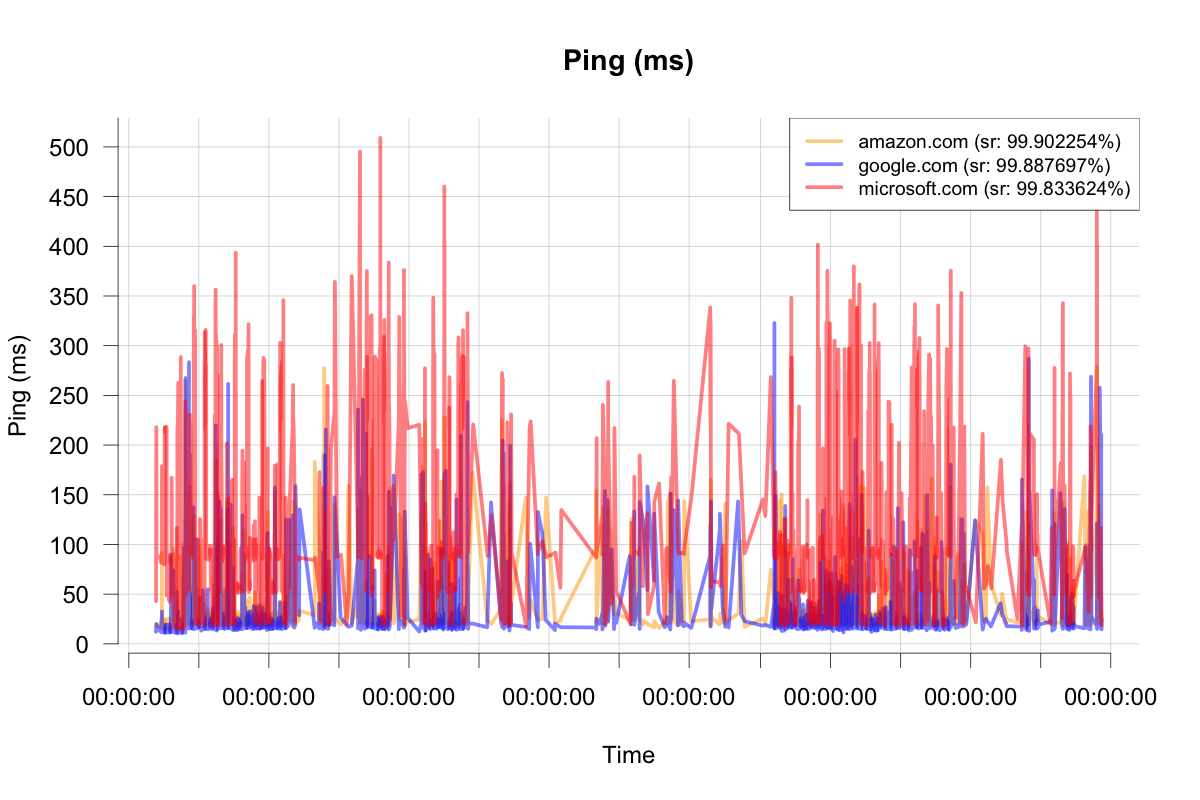 Ping (ms)
amazon.com (sr: 99.902254%)
google.com (sr: 99.887697%)
microsoft.com (sr: 99.833624%)
500
450
400
350
300
250
200
150
100
50
0
Ping (ms)
00:00:00 00:00:00 00:00:00 00:00:00 00:00:00 00:00:00 00:00:00 00:00:00
Time